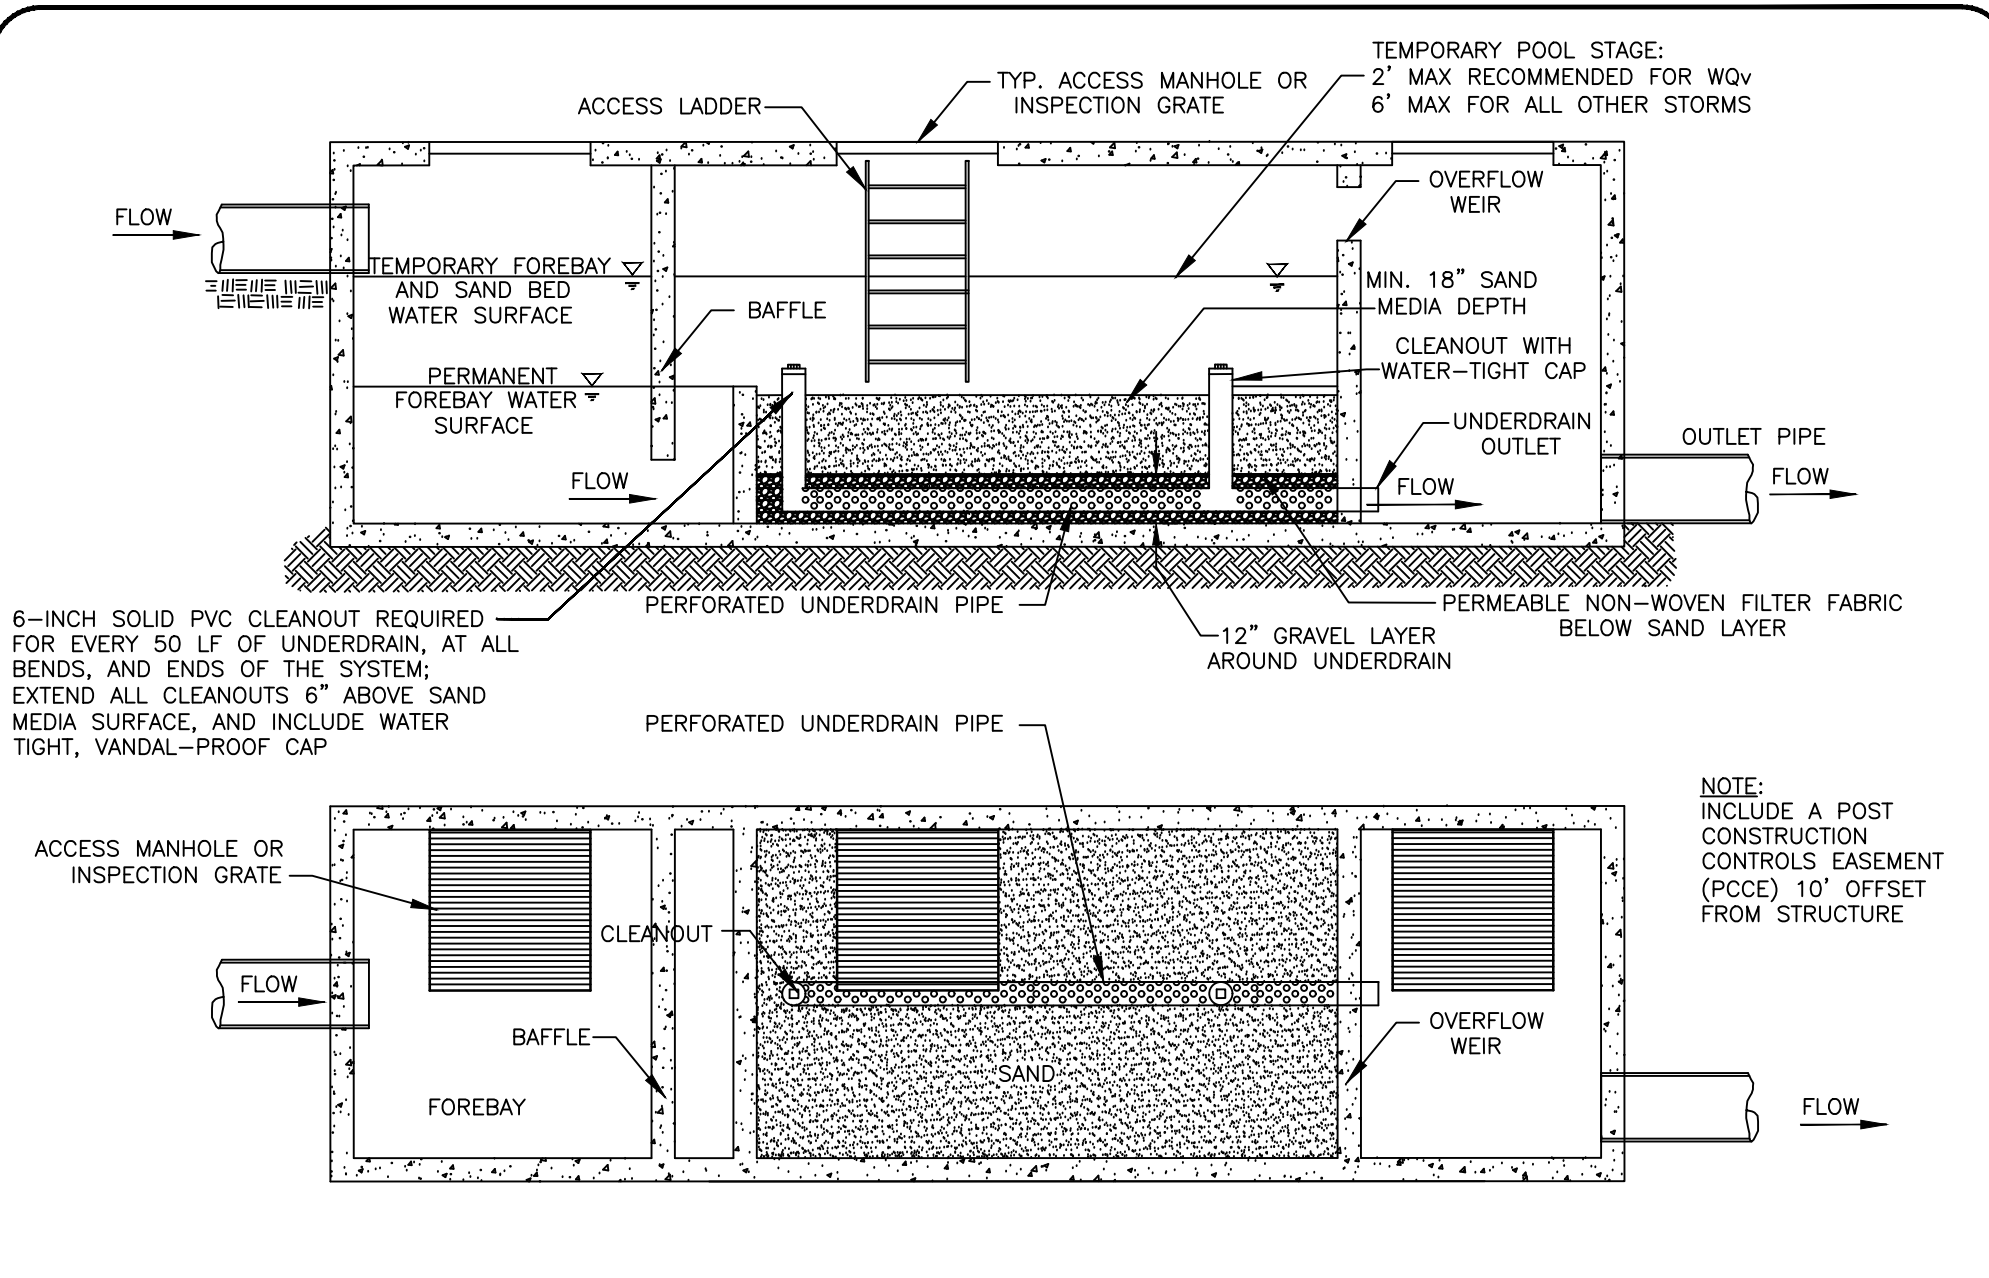 TEMPORARY POOL STAGE:
2' MAX RECOMMENDED FOR WQv
6' MAX FOR ALL OTHER STORMS
TYP. ACCESS MANHOLE OR
INSPECTION GRATE
ACCESS LADDER
OVERFLOW
WEIR
FLOW
TEMPORARY FOREBAY
AND SAND BED
WATER SURFACE
MIN. 18" SAND
MEDIA DEPTH
BAFFLE
CLEANOUT WITH
WATER-TIGHT CAP
PERMANENT
FOREBAY WATER
SURFACE
UNDERDRAIN
OUTLET
OUTLET PIPE
FLOW
FLOW
FLOW
PERFORATED UNDERDRAIN PIPE
PERMEABLE NON-WOVEN FILTER FABRIC
BELOW SAND LAYER
12" GRAVEL LAYER
AROUND UNDERDRAIN
6-INCH SOLID PVC CLEANOUT REQUIRED
FOR EVERY 50 LF OF UNDERDRAIN, AT ALL
BENDS, AND ENDS OF THE SYSTEM;
EXTEND ALL CLEANOUTS 6" ABOVE SAND
MEDIA SURFACE, AND INCLUDE WATER
TIGHT, VANDAL-PROOF CAP
PERFORATED UNDERDRAIN PIPE
NOTE:
INCLUDE A POST
CONSTRUCTION
CONTROLS EASEMENT
(PCCE) 10' OFFSET
FROM STRUCTURE
ACCESS MANHOLE OR
INSPECTION GRATE
CLEANOUT
FLOW
BAFFLE
OVERFLOW
WEIR
SAND
FOREBAY
FLOW